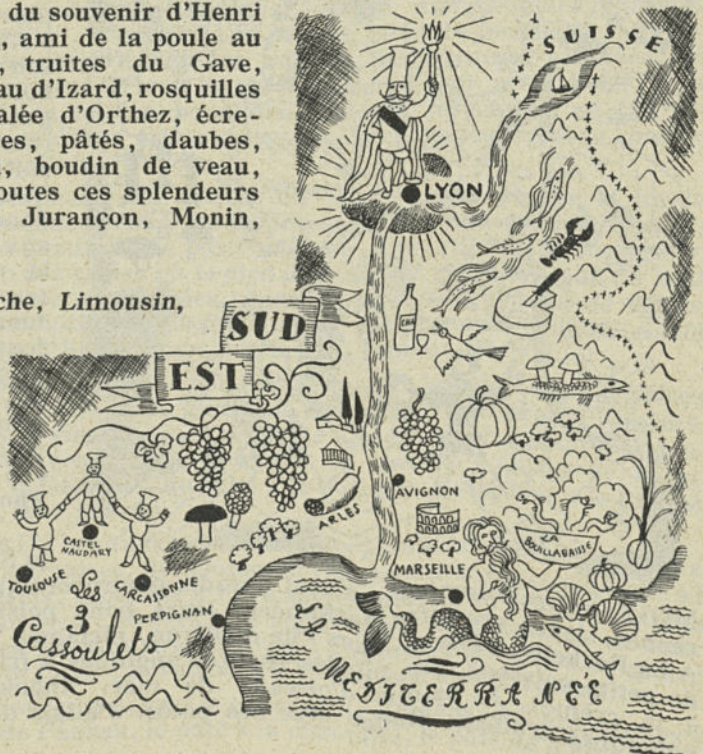 du souvenir d'Henri
, ami de la poule au
, truites du Gave,
au d'Izard, rosquilles
alée d'Orthez, écre-
es, pâtés, daubes,
, boudin de veau,
outes ces splendeurs
Jurançon, Monin,
che, Limousin,
SUISSE
LYON
SUD
EST
CHA
AVIGNON
ARLES
MARSEILLE
LA BOUILLABAISSE
CASTEL
NAUDARY
TOULOUSE
CARCASSONNE
Les
3
Cassoulets
PERPIGNAN
LA
MEDITERRANÉE